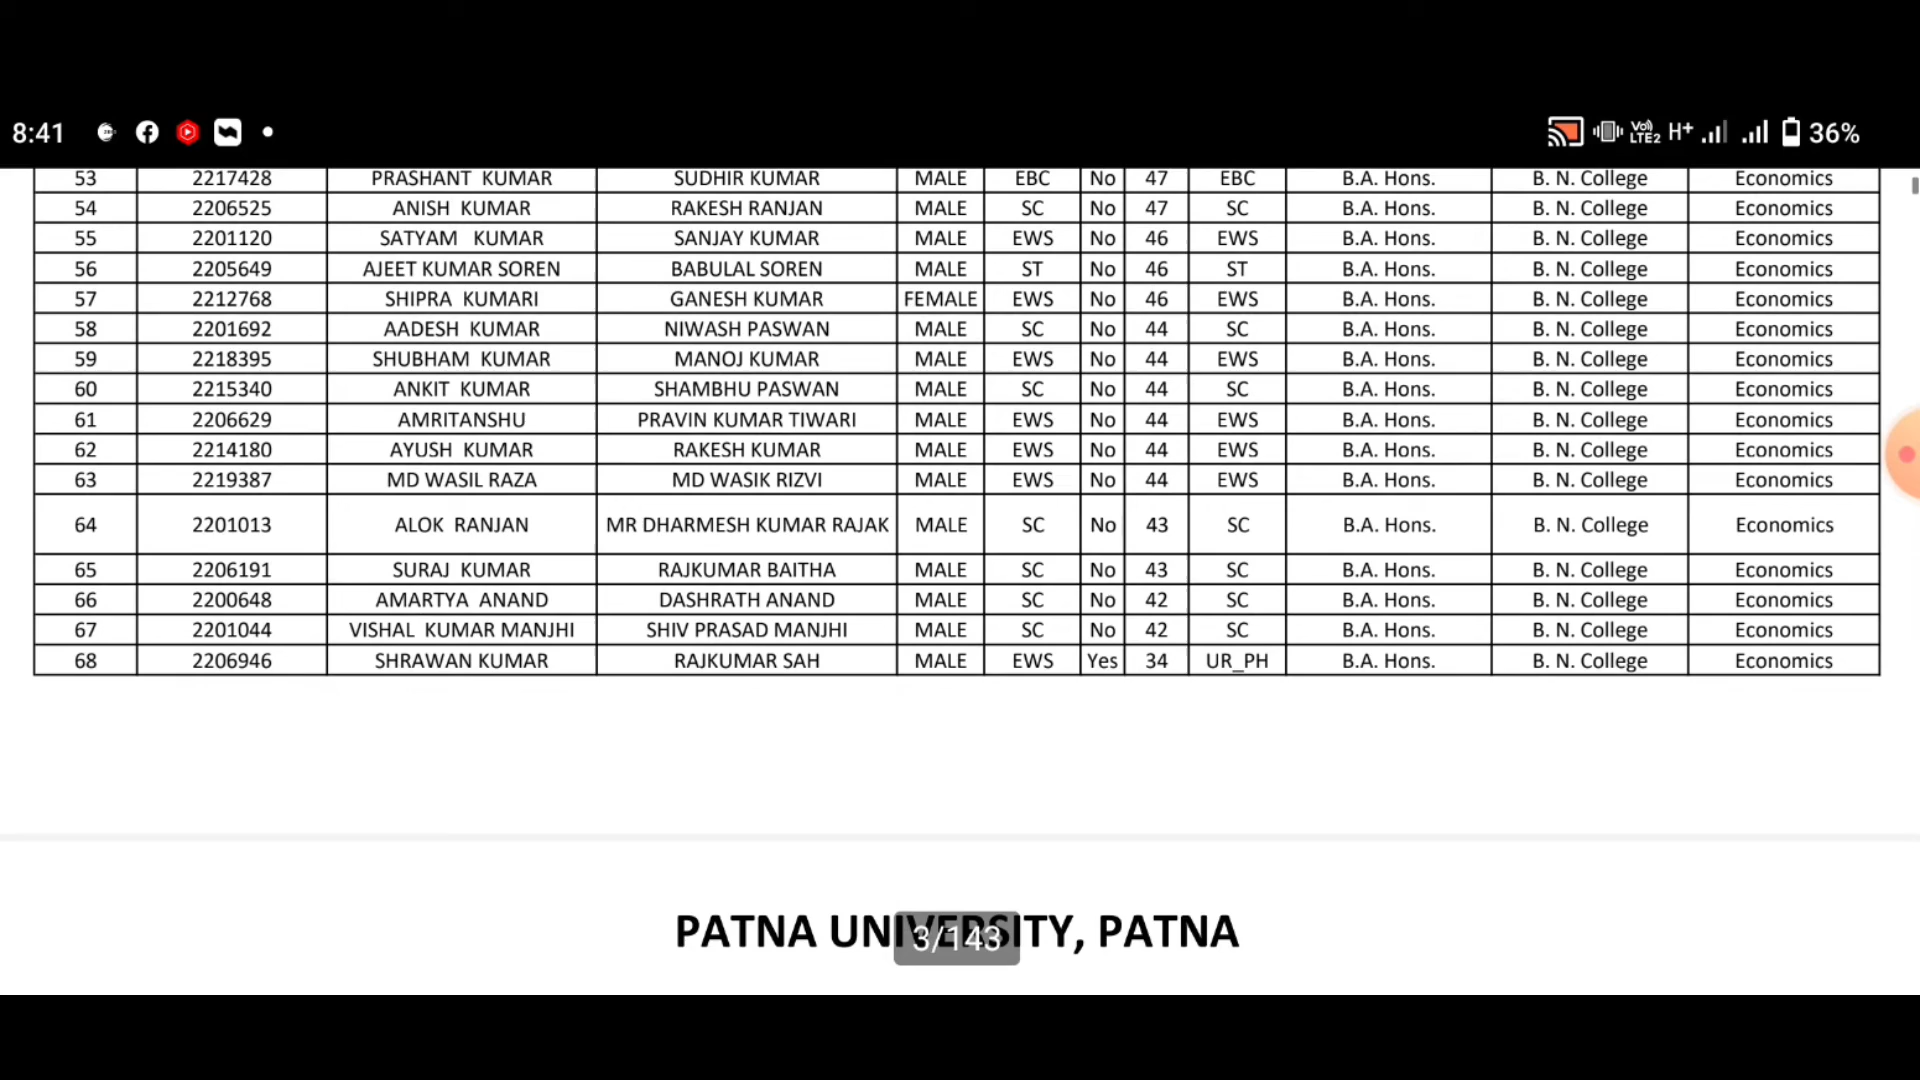 8:41 Vo) LTE2 H+ 36%
53 2217428 PRASHANT KUMAR SUDHIR KUMAR MALE EBC No 47 EBC B.A. Hons. B. N. College Economics
54 2206525 ANISH KUMAR RAKESH RANJAN MALE SC No 47 SC B.A. Hons. B. N. College Economics
55 2201120 SATYAM KUMAR SANJAY KUMAR MALE EWS No 46 EWS B.A. Hons. B. N. College Economics
56 2205649 AJEET KUMAR SOREN BABULAL SOREN MALE ST No 46 ST B.A. Hons. B. N. College Economics
57 2212768 SHIPRA KUMARI GANESH KUMAR FEMALE EWS No 46 EWS B.A. Hons. B. N. College Economics
58 2201692 AADESH KUMAR NIWASH PASWAN MALE SC No 44 SC B.A. Hons. B. N. College Economics
59 2218395 SHUBHAM KUMAR MANOJ KUMAR MALE EWS No 44 EWS B.A. Hons. B. N. College Economics
60 2215340 ANKIT KUMAR SHAMBHU PASWAN MALE SC No 44 SC B.A. Hons. B. N. College Economics
61 2206629 AMRITANSHU PRAVIN KUMAR TIWARI MALE EWS No 44 EWS B.A. Hons. B. N. College Economics
62 2214180 AYUSH KUMAR RAKESH KUMAR MALE EWS No 44 EWS B.A. Hons. B. N. College Economics
63 2219387 MD WASIL RAZA MD WASIK RIZVI MALE EWS No 44 EWS B.A. Hons. B. N. College Economics
64 2201013 ALOK RANJAN MR DHARMESH KUMAR RAJAK MALE SC No 43 SC B.A. Hons. B. N. College Economics
65 2206191 SURAJ KUMAR RAJKUMAR BAITHA MALE SC No 43 SC B.A. Hons. B. N. College Economics
66 2200648 AMARTYA ANAND DASHRATH ANAND MALE SC No 42 SC B.A. Hons. B. N. College Economics
67 2201044 VISHAL KUMAR MANJHI SHIV PRASAD MANJHI MALE SC No 42 SC B.A. Hons. B. N. College Economics
68 2206946 SHRAWAN KUMAR RAJKUMAR SAH MALE EWS Yes 34 UR_PH B.A. Hons. B. N. College Economics
PATNA UNIVERSITY, PATNA
3/143